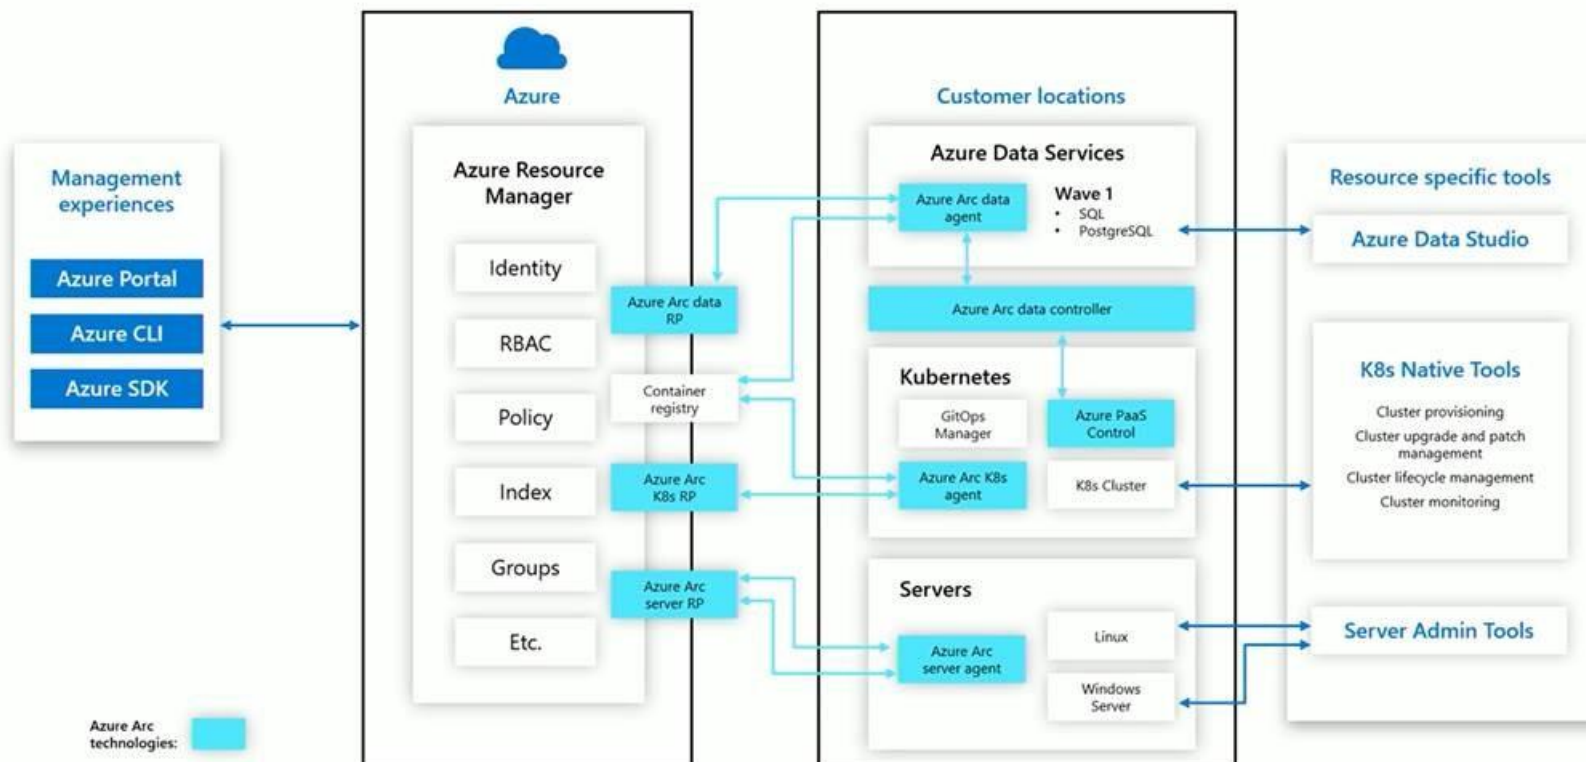 Management
experiences
Azure Portal
Azure CLI
Azure SDK
Azure Arc
technologies:
Azure
Azure Resource
Manager
Identity
RBAC
Policy
Index
Groups
Etc.
Azure Arc data
RP
Container
registry
Azure Arc
K8s RP
Azure Arc
server RP
Customer locations
Azure Data Services
Azure Arc data
agent
Wave 1
• SQL
• PostgreSQL
Azure Arc data controller
Kubernetes
GitOps
Manager
Azure PaaS
Control
Azure Arc K8s
agent
K8s Cluster
Servers
Azure Arc
server agent
Linux
Windows
Server
Resource specific tools
Azure Data Studio
K8s Native Tools
Cluster provisioning
Cluster upgrade and patch
management
Cluster lifecycle management
Cluster monitoring
Server Admin Tools